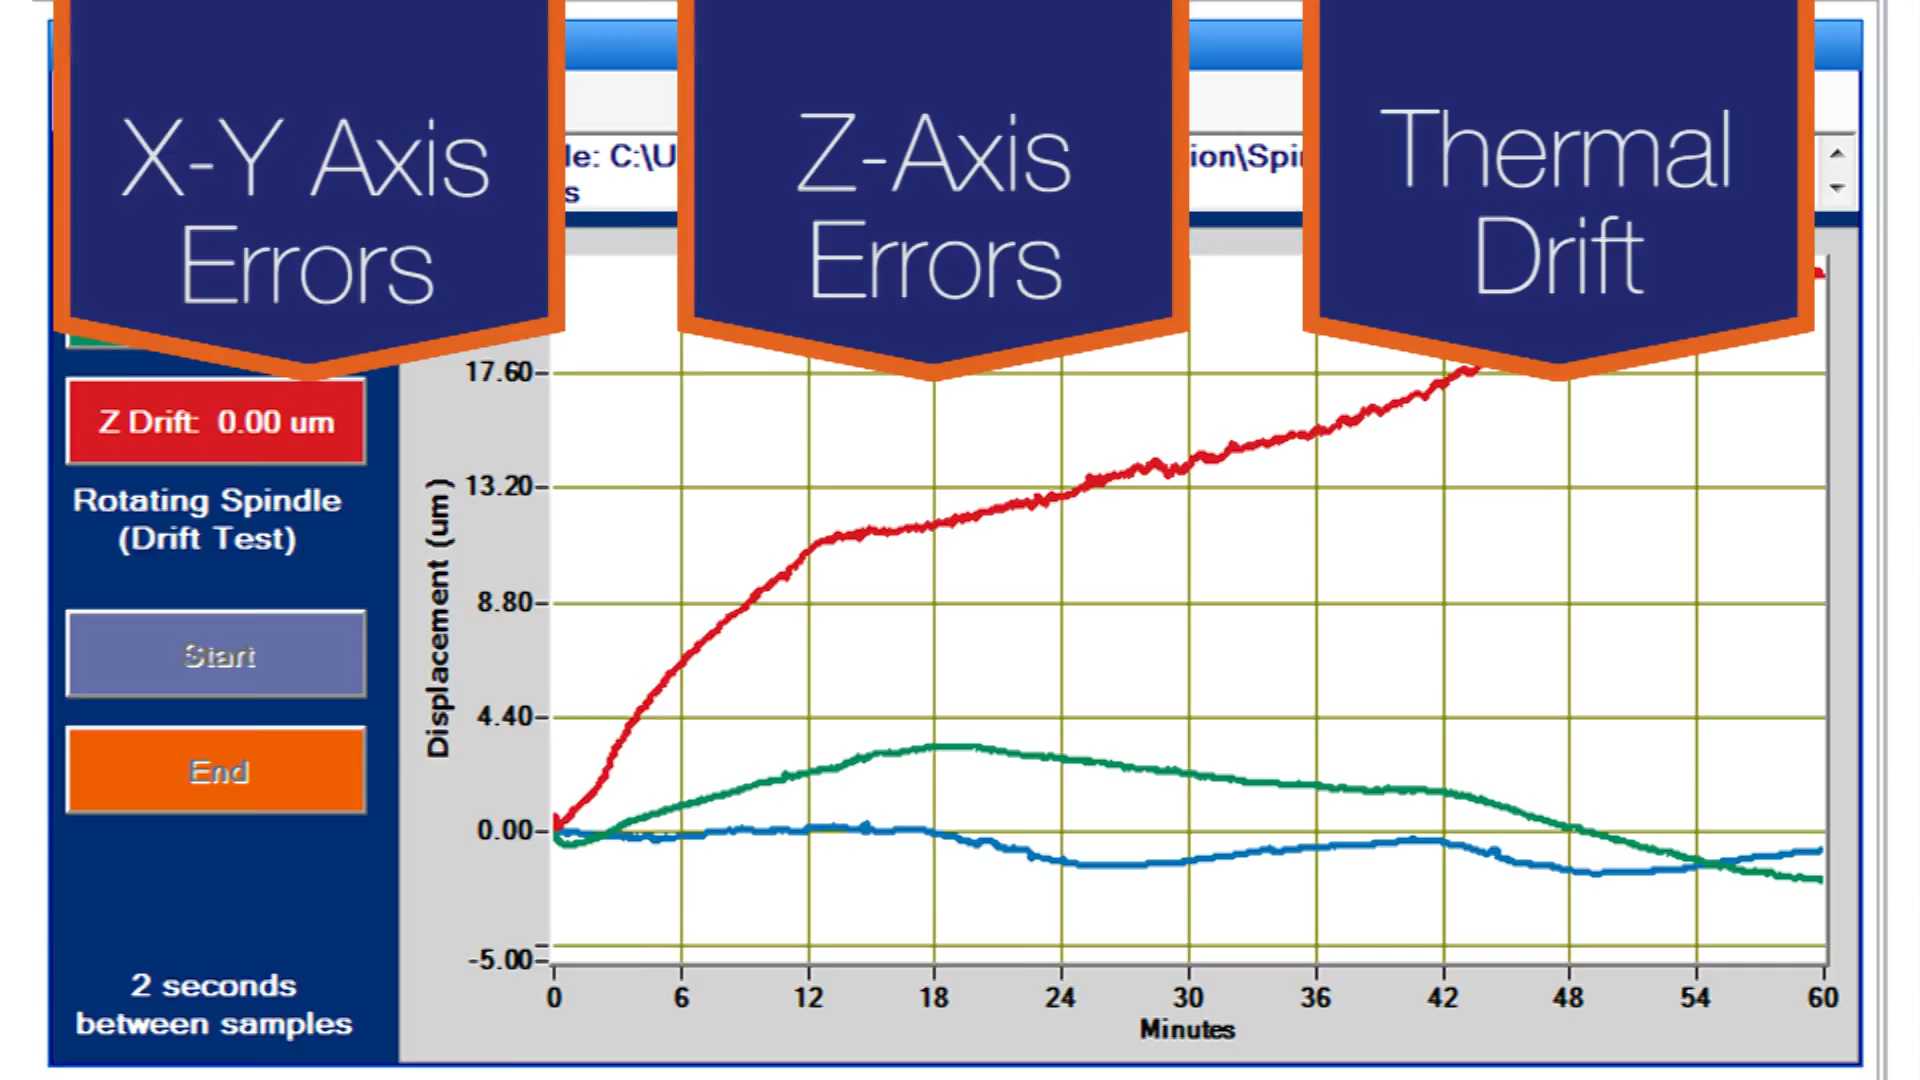 X-Y Axis
Errors
Z-Axis
Errors
Thermal
Drift
le: C:\U
ion\Spi
s
Z Drift: 0.00 um
Rotating Spindle
(Drift Test)
Start
End
2 seconds
between samples
Displacement (um)
17.60
13.20
8.80
4.40
0.00
-5.00
0 6 12 18 24 30 36 42 48 54 60
Minutes